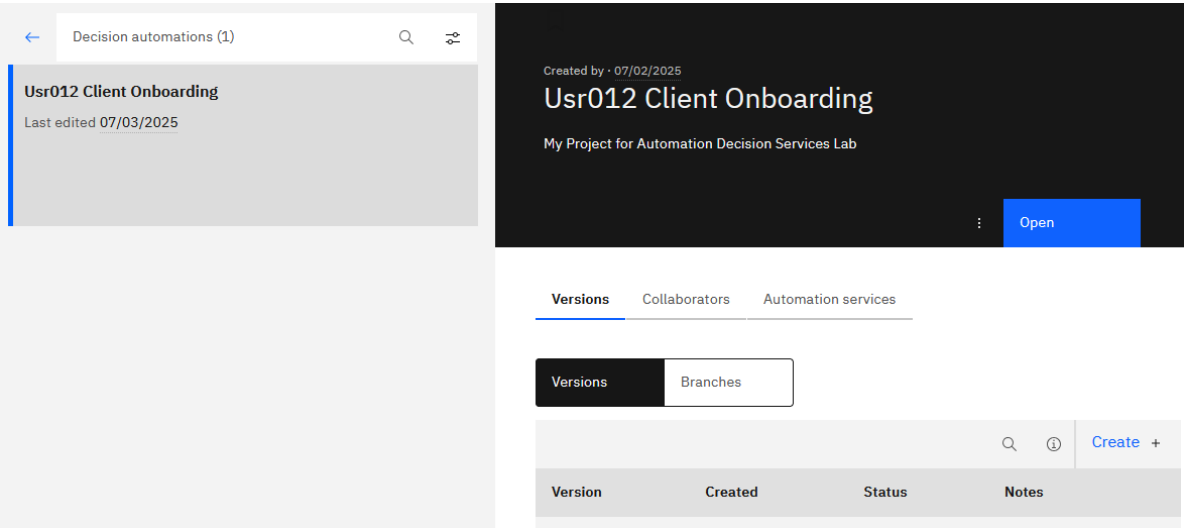 Decision automations (1)
Usr012 Client Onboarding
Last edited 07/03/2025
Created by · 07/02/2025
Usr012 Client Onboarding
My Project for Automation Decision Services Lab
Open
Versions Collaborators Automation services
Versions Branches
Create +
Version Created Status Notes